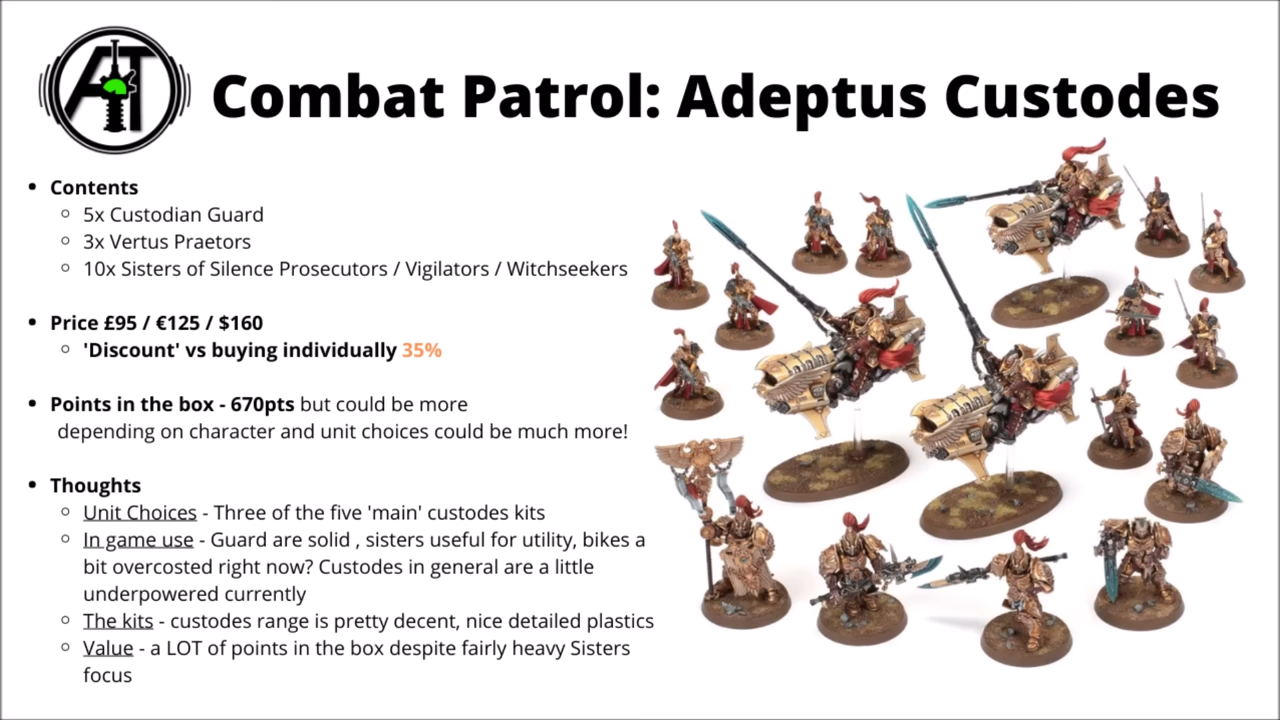 AT
Combat Patrol: Adeptus Custodes
• Contents
○ 5x Custodian Guard
○ 3x Vertus Praetors
○ 10x Sisters of Silence Prosecutors / Vigilators / Witchseekers
• Price £95 / €125 / $160
○ 'Discount' vs buying individually 35%
• Points in the box - 670pts but could be more
depending on character and unit choices could be much more!
• Thoughts
○ Unit Choices - Three of the five 'main' custodes kits
○ In game use - Guard are solid , sisters useful for utility, bikes a
bit overcosted right now? Custodes in general are a little
underpowered currently
○ The kits - custodes range is pretty decent, nice detailed plastics
○ Value - a LOT of points in the box despite fairly heavy Sisters
focus